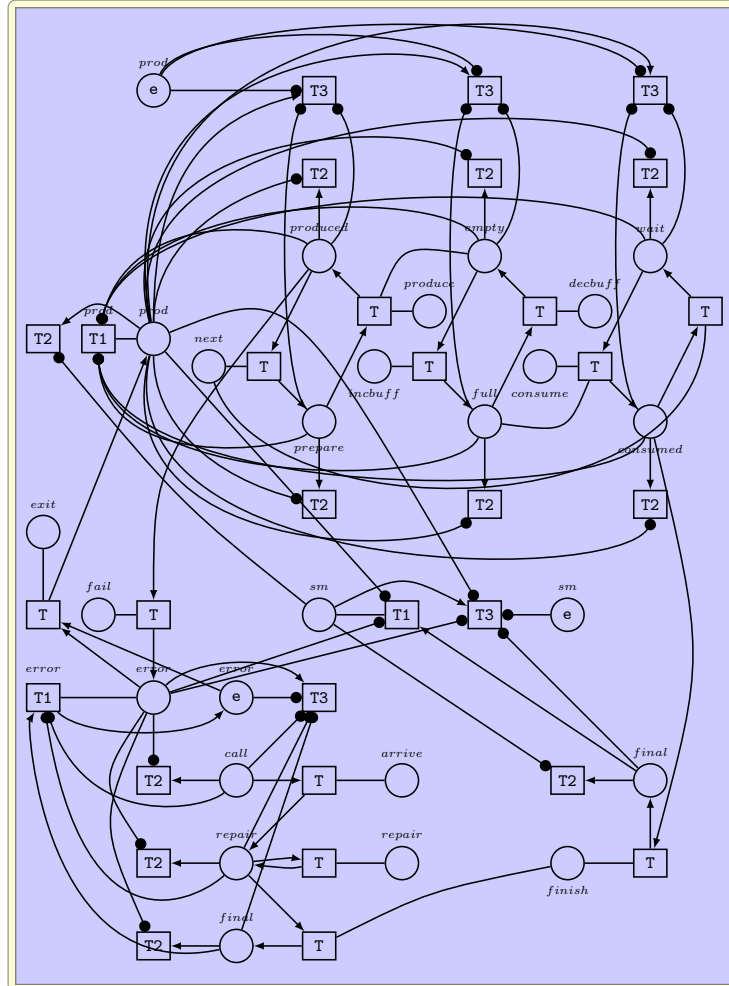 prod
e T3 T3 T3
T2 T2 T2
produced empty wait
produce decbuff
T T T
prod prod
T2 T1
next
T T T
incbuff consume
full
prepare consumed
T2 T2 T2
exit
fail sm sm
T T T1 T3 e
error error error
T1 e T3
call arrive final
T2 T T2
repair repair
T2 T T
finish
final
T2 T